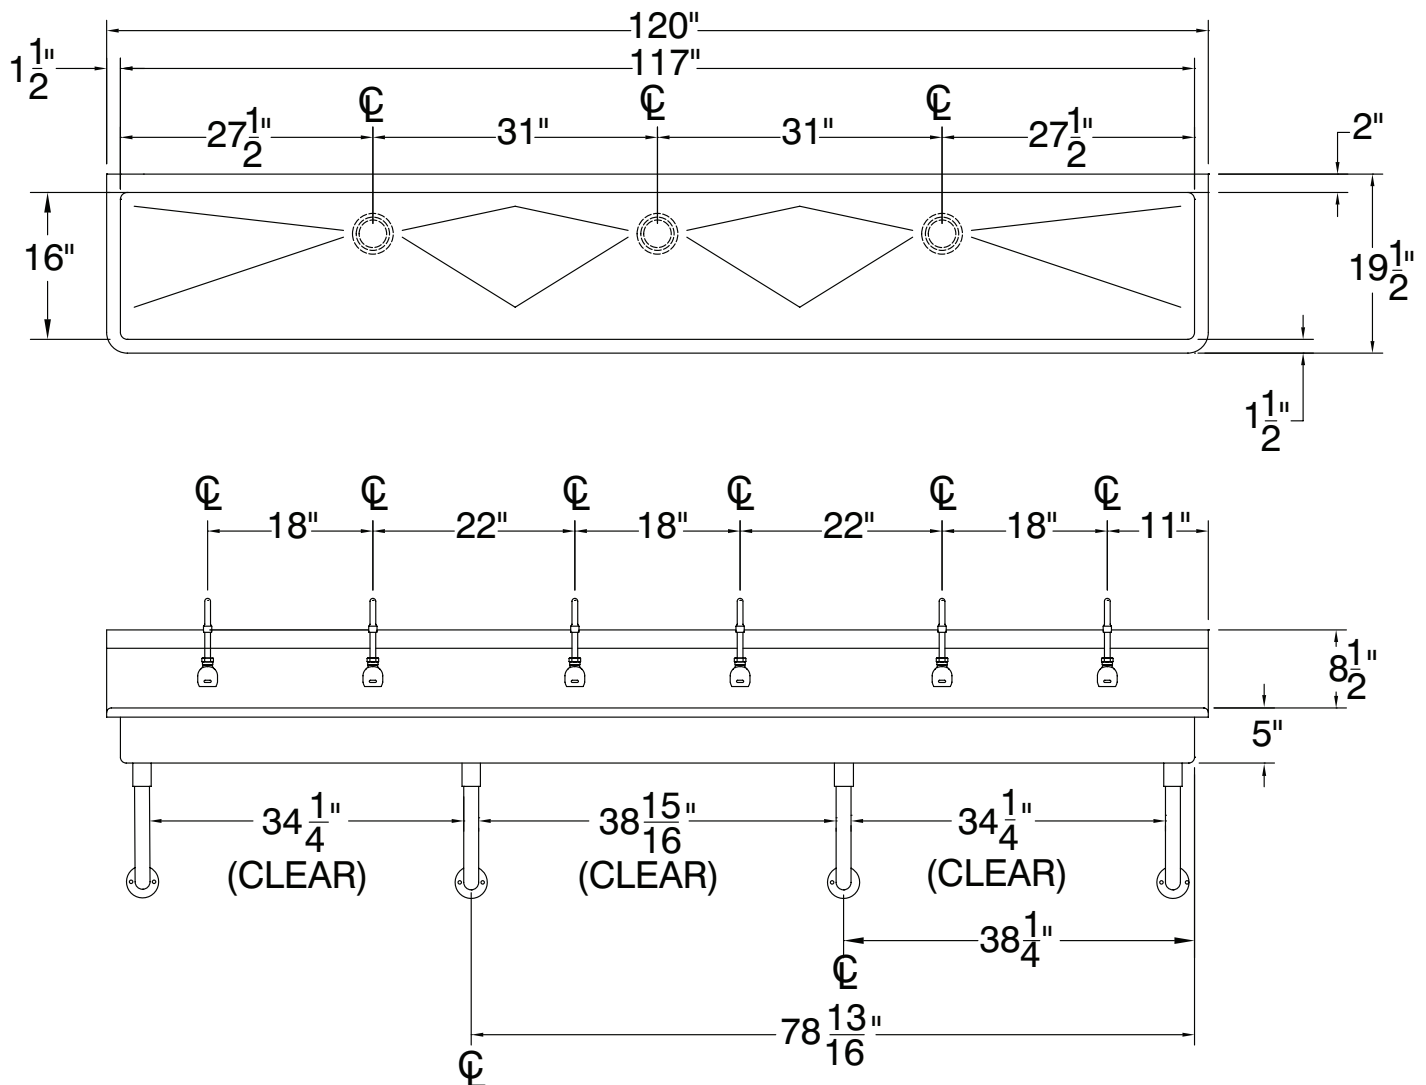 120"
117"
1 1/2"
℄ ℄ ℄
27 1/2" 31" 31" 27 1/2"
2"
16"
19 1/2"
1 1/2"
℄ ℄ ℄ ℄ ℄ ℄
18" 22" 18" 22" 18" 11"
8 1/2"
5"
34 1/4" 38 15/16" 34 1/4"
(CLEAR) (CLEAR) (CLEAR)
38 1/4"
℄
78 13/16"
℄